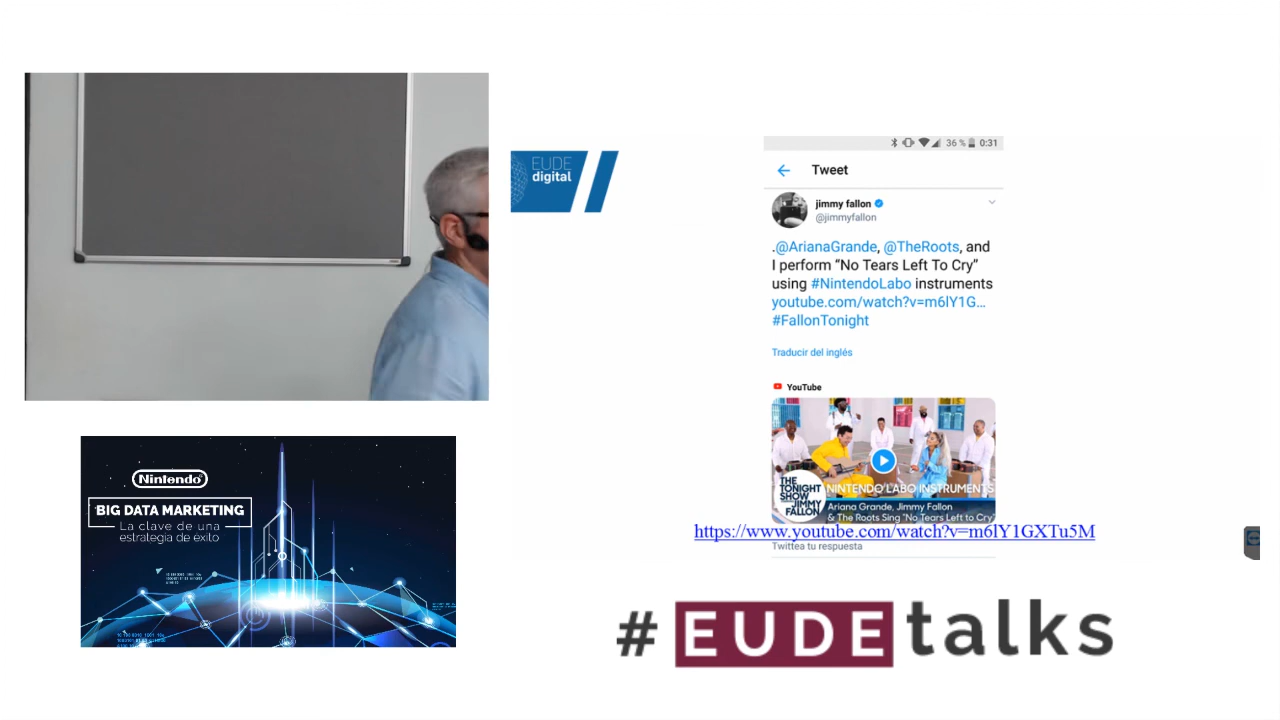 EUDE
digital
36 %
0:31
Tweet
jimmy fallon
@jimmyfallon
.@ArianaGrande, @TheRoots, and
I perform “No Tears Left To Cry”
using #NintendoLabo instruments
youtube.com/watch?v=m6lY1G...
#FallonTonight
Traducir del inglés
YouTube
THE
TONIGHT
SHOW
JIMMY
FALLON
NINTENDO LABO INSTRUMENTS
Ariana Grande, Jimmy Fallon
& The Roots Sing "No Tears Left to Cry"
https://www.youtube.com/watch?v=m6lY1GXTu5M
Twittea tu respuesta
Nintendo
BIG DATA MARKETING
La clave de una
estrategia de éxito
# EUDE talks